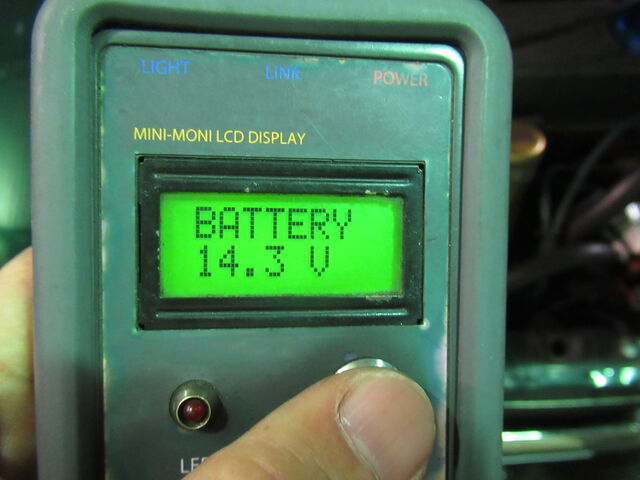 LIGHT LINK POWER
MINI-MONI LCD DISPLAY
BATTERY
14.3 V